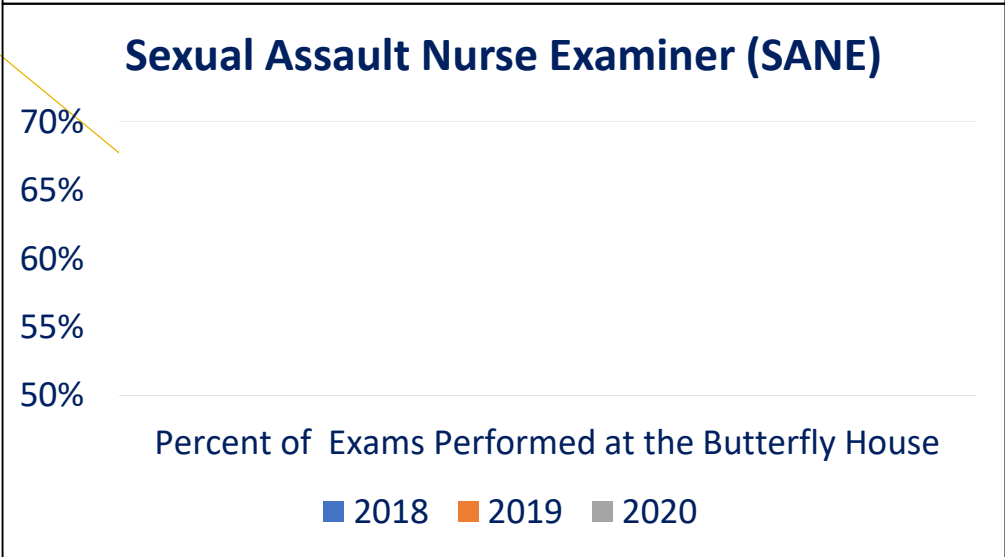 Sexual Assault Nurse Examiner (SANE)
70%
65%
60%
55%
50%
Percent of  Exams Performed at the Butterfly House
2018 2019 2020